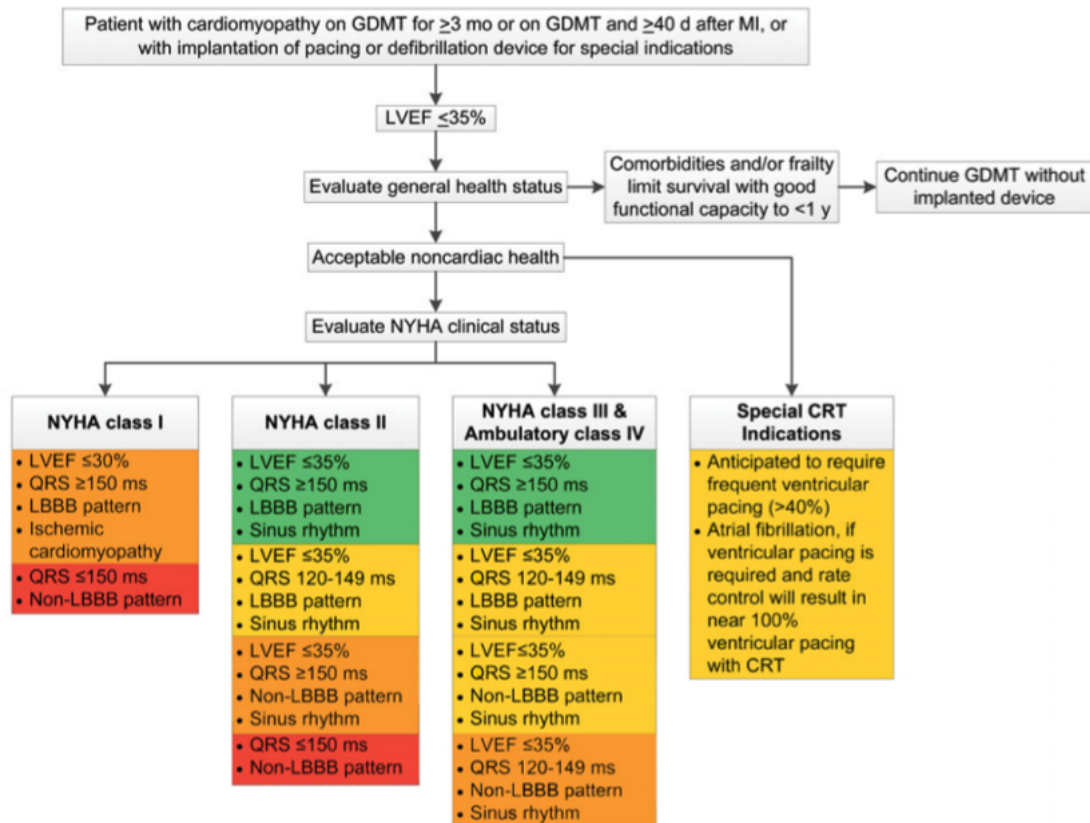 Patient with cardiomyopathy on GDMT for ≥3 mo or on GDMT and ≥40 d after MI, or
with implantation of pacing or defibrillation device for special indications
LVEF ≤35%
Evaluate general health status
Comorbidities and/or frailty
limit survival with good
functional capacity to <1 y
Continue GDMT without
implanted device
Acceptable noncardiac health
Evaluate NYHA clinical status
NYHA class I
• LVEF ≤30%
• QRS ≥150 ms
• LBBB pattern
• Ischemic
cardiomyopathy
• QRS ≤150 ms
• Non-LBBB pattern
NYHA class II
• LVEF ≤35%
• QRS ≥150 ms
• LBBB pattern
• Sinus rhythm
• LVEF ≤35%
• QRS 120-149 ms
• LBBB pattern
• Sinus rhythm
• LVEF ≤35%
• QRS ≥150 ms
• Non-LBBB pattern
• Sinus rhythm
• QRS ≤150 ms
• Non-LBBB pattern
NYHA class III &
Ambulatory class IV
• LVEF ≤35%
• QRS ≥150 ms
• LBBB pattern
• Sinus rhythm
• LVEF ≤35%
• QRS 120-149 ms
• LBBB pattern
• Sinus rhythm
• LVEF≤35%
• QRS ≥150 ms
• Non-LBBB pattern
• Sinus rhythm
• LVEF ≤35%
• QRS 120-149 ms
• Non-LBBB pattern
• Sinus rhythm
Special CRT
Indications
• Anticipated to require
frequent ventricular
pacing (>40%)
• Atrial fibrillation, if
ventricular pacing is
required and rate
control will result in
near 100%
ventricular pacing
with CRT